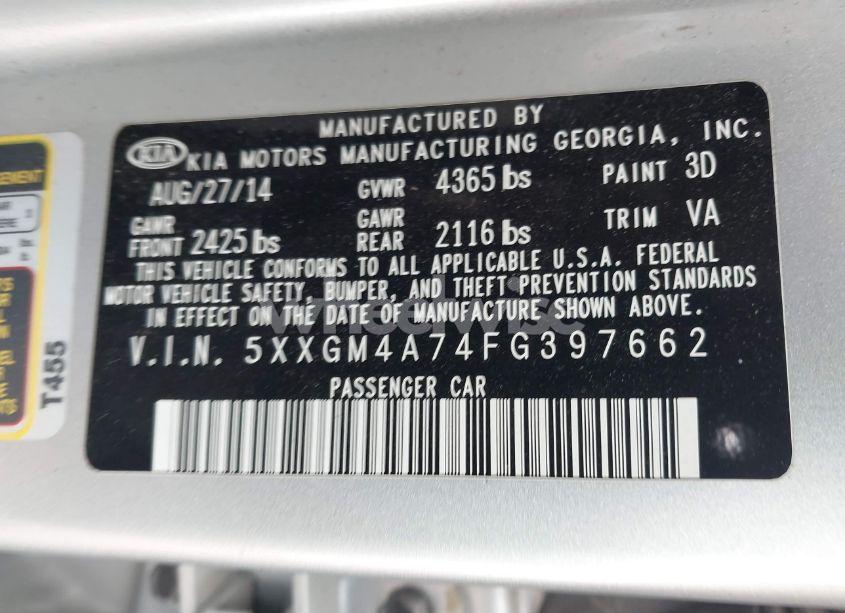 MANUFACTURED BY
KIA KIA MOTORS MANUFACTURING GEORGIA, INC.
AUG/27/14 GVWR 4365 lbs PAINT 3D
GAWR FRONT 2425 lbs GAWR REAR 2116 lbs TRIM VA
THIS VEHICLE CONFORMS TO ALL APPLICABLE U.S.A. FEDERAL
MOTOR VEHICLE SAFETY, BUMPER, AND THEFT PREVENTION STANDARDS
IN EFFECT ON THE DATE OF MANUFACTURE SHOWN ABOVE.
V.I.N. 5XXGM4A74FG397662
PASSENGER CAR
T455
wheelwise